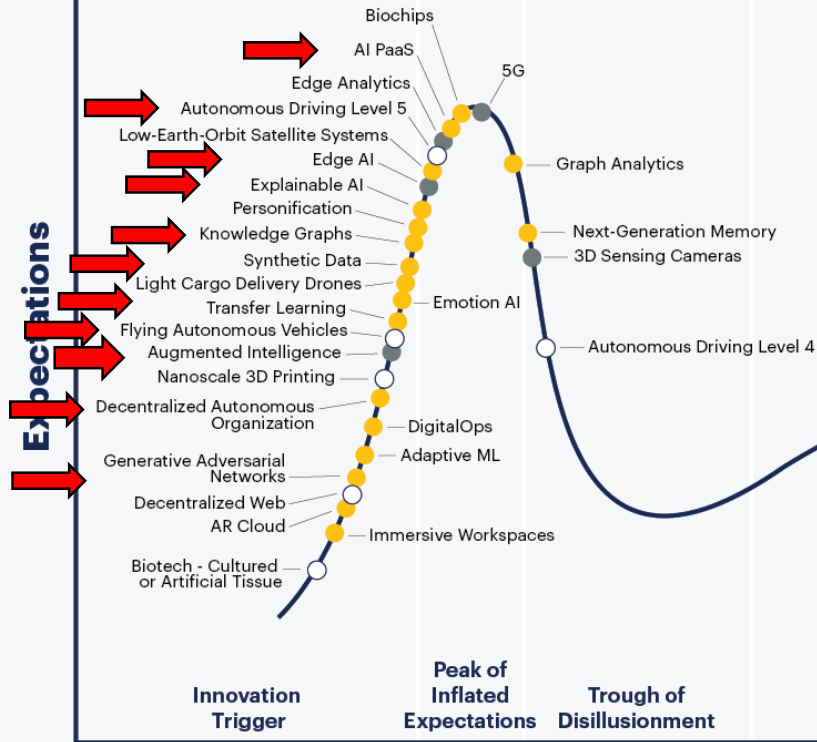 Biochips
AI PaaS
5G
Edge Analytics
Autonomous Driving Level 5
Low-Earth-Orbit Satellite Systems
Edge AI
Graph Analytics
Explainable AI
Personification
Knowledge Graphs
Next-Generation Memory
3D Sensing Cameras
Synthetic Data
Light Cargo Delivery Drones
Emotion AI
Transfer Learning
Flying Autonomous Vehicles
Autonomous Driving Level 4
Augmented Intelligence
Nanoscale 3D Printing
Decentralized Autonomous
Organization
DigitalOps
Adaptive ML
Generative Adversarial
Networks
Decentralized Web
AR Cloud
Immersive Workspaces
Biotech - Cultured
or Artificial Tissue
Expectations
Innovation
Trigger
Peak of
Inflated
Expectations
Trough of
Disillusionment